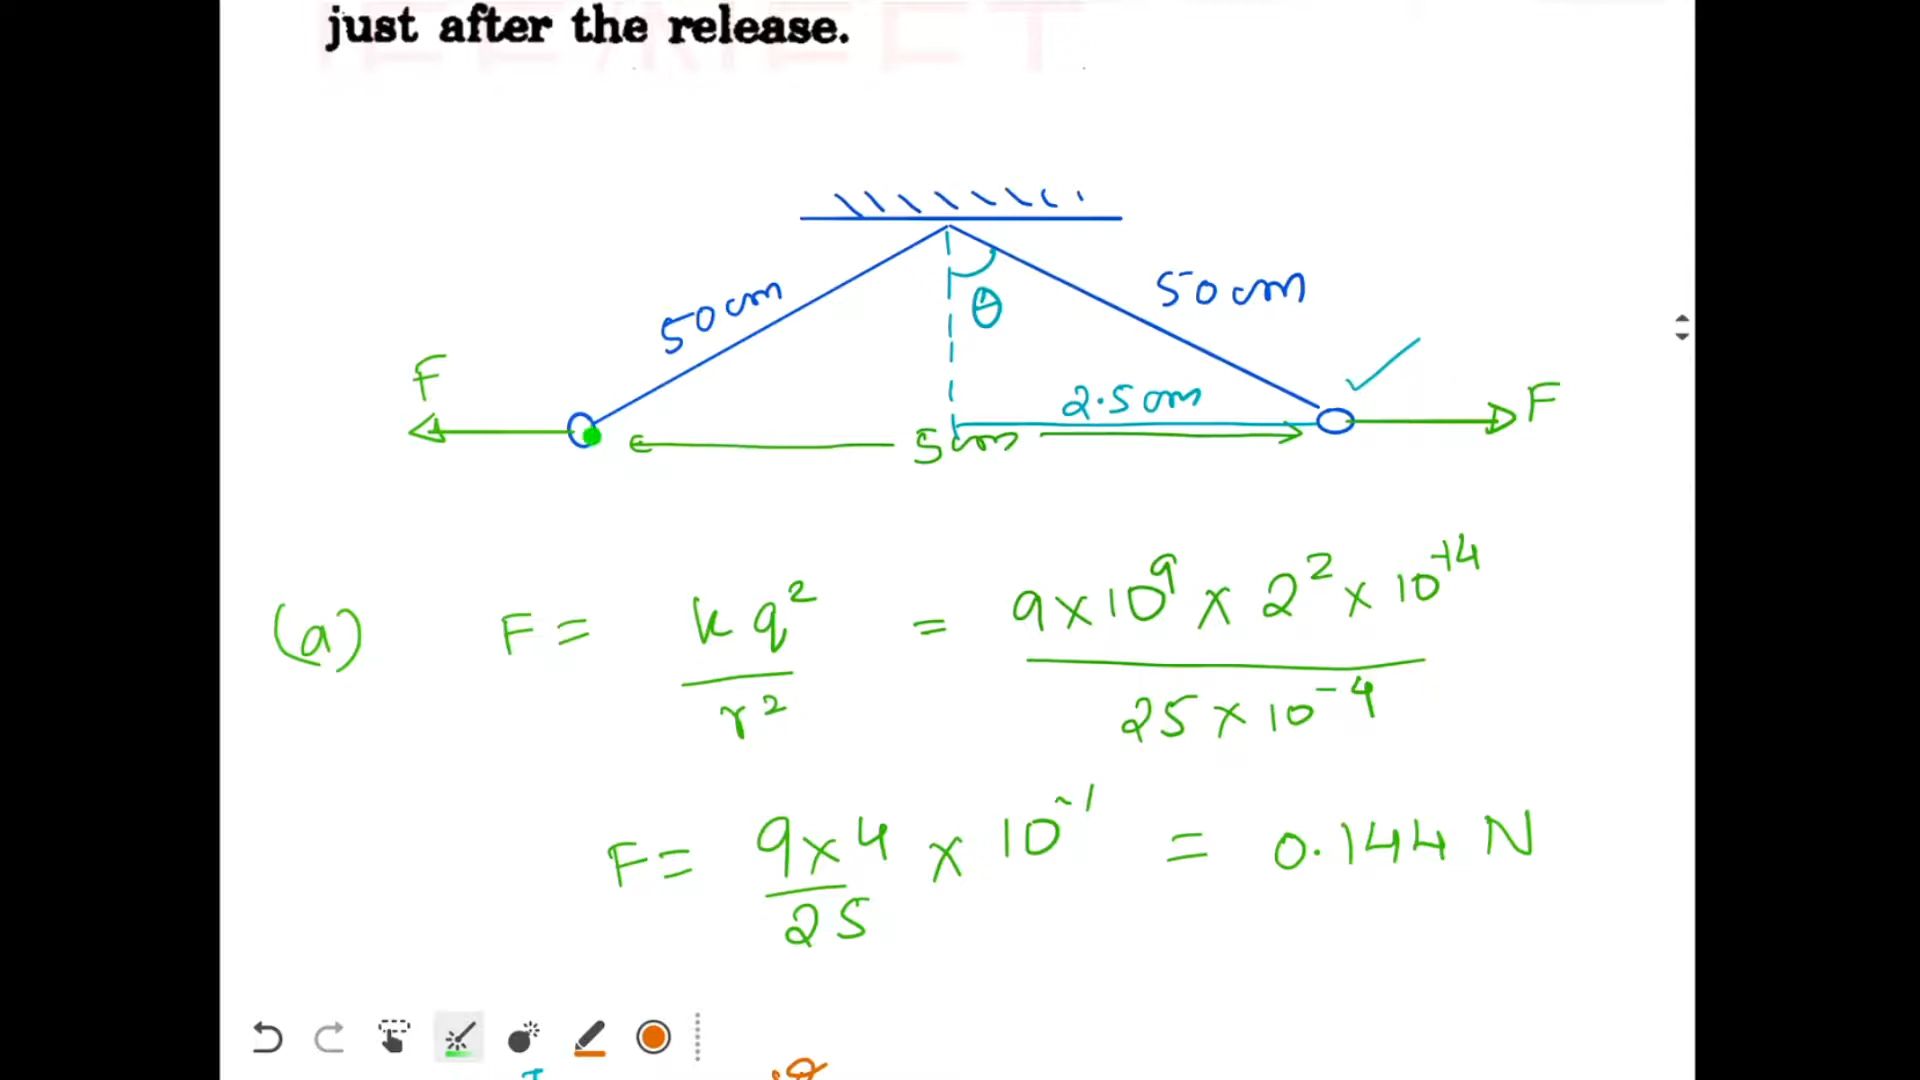 just after the release.
50 cm
50 cm
θ
F
F
2.5 cm
5 cm
(a) F = kq²/r² = 9×10⁹ × 2² × 10⁻¹⁴ / 25 × 10⁻⁴
F = 9×4/25 × 10⁻¹ = 0.144 N